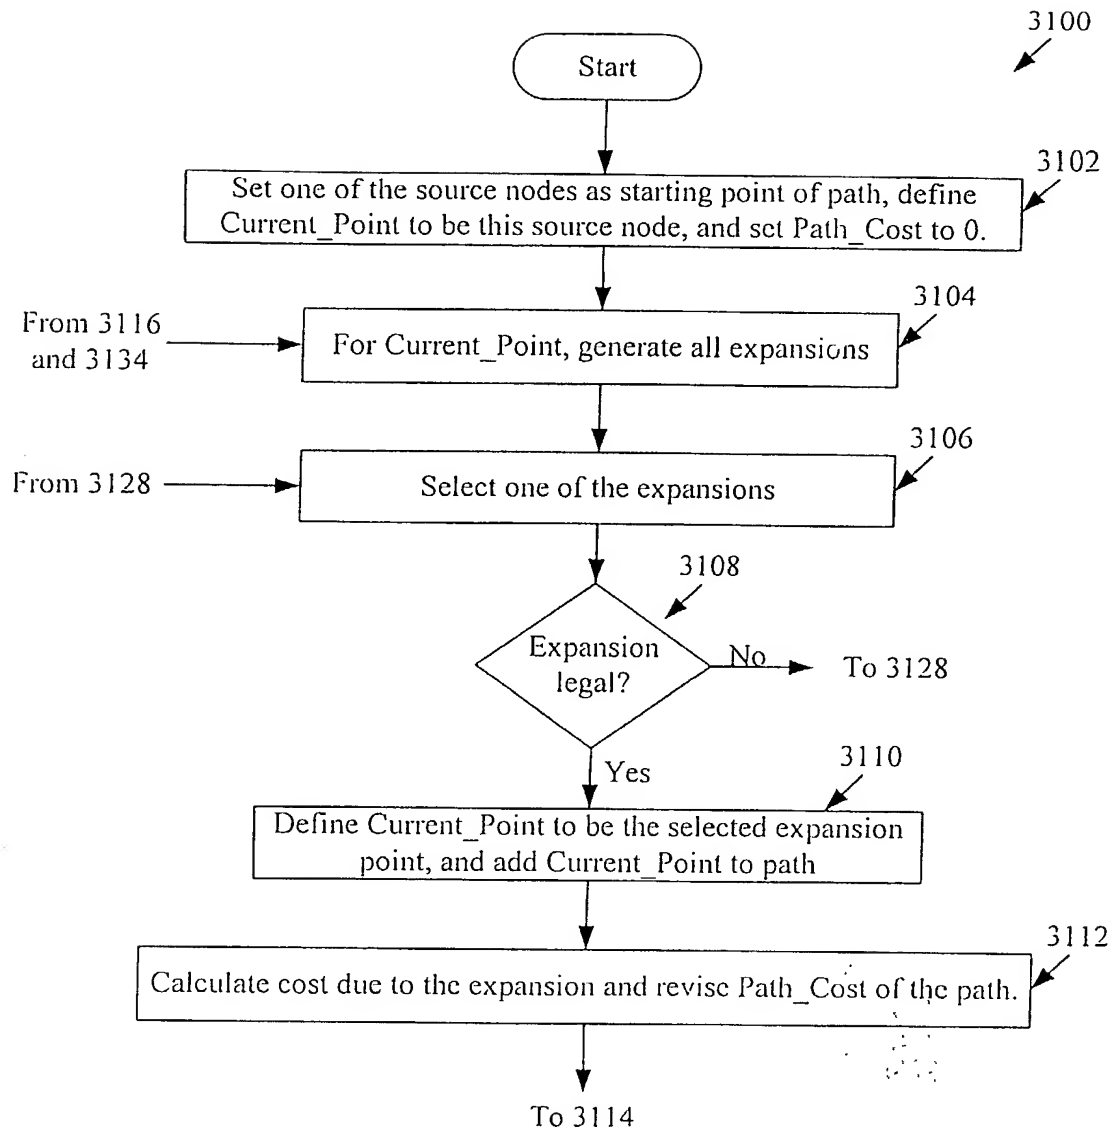 3100
Start
3102
Set one of the source nodes as starting point of path, define
Current_Point to be this source node, and set Path_Cost to 0.
3104
From 3116
and 3134
For Current_Point, generate all expansions
3106
From 3128
Select one of the expansions
3108
Expansion
legal?
No
To 3128
Yes
3110
Define Current_Point to be the selected expansion
point, and add Current_Point to path
3112
Calculate cost due to the expansion and revise Path_Cost of the path.
To 3114